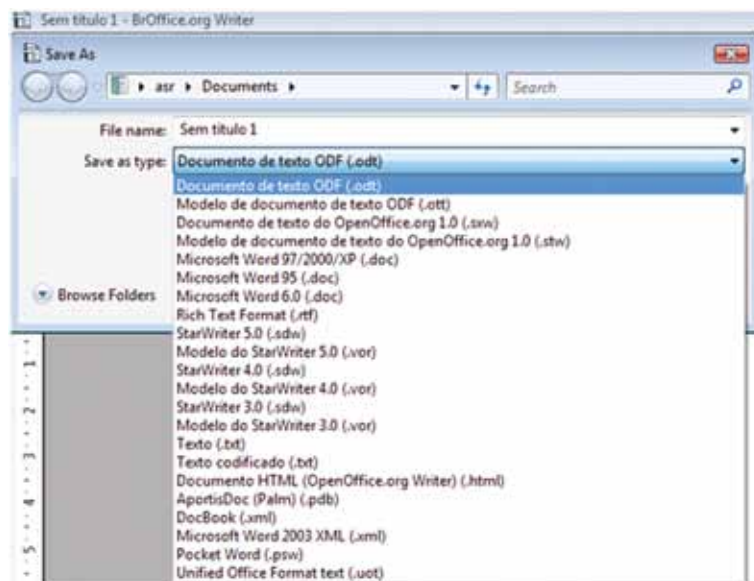 Sem título 1 - BrOffice.org Writer
Save As
asr Documents
Search
File name: Sem título 1
Save as type: Documento de texto ODF (.odt)
Documento de texto ODF (.odt)
Modelo de documento de texto ODF (.ott)
Documento de texto do OpenOffice.org 1.0 (.sxw)
Modelo de documento de texto do OpenOffice.org 1.0 (.stw)
Microsoft Word 97/2000/XP (.doc)
Microsoft Word 95 (.doc)
Microsoft Word 6.0 (.doc)
Browse Folders
Rich Text Format (.rtf)
StarWriter 5.0 (.sdw)
Modelo do StarWriter 5.0 (.vor)
StarWriter 4.0 (.sdw)
Modelo do StarWriter 4.0 (.vor)
StarWriter 3.0 (.sdw)
Modelo do StarWriter 3.0 (.vor)
Texto (.txt)
Texto codificado (.txt)
Documento HTML (OpenOffice.org Writer) (.html)
AportisDoc (Palm) (.pdb)
DocBook (.xml)
Microsoft Word 2003 XML (.xml)
Pocket Word (.psw)
Unified Office Format text (.uot)
1
2
3
4
5